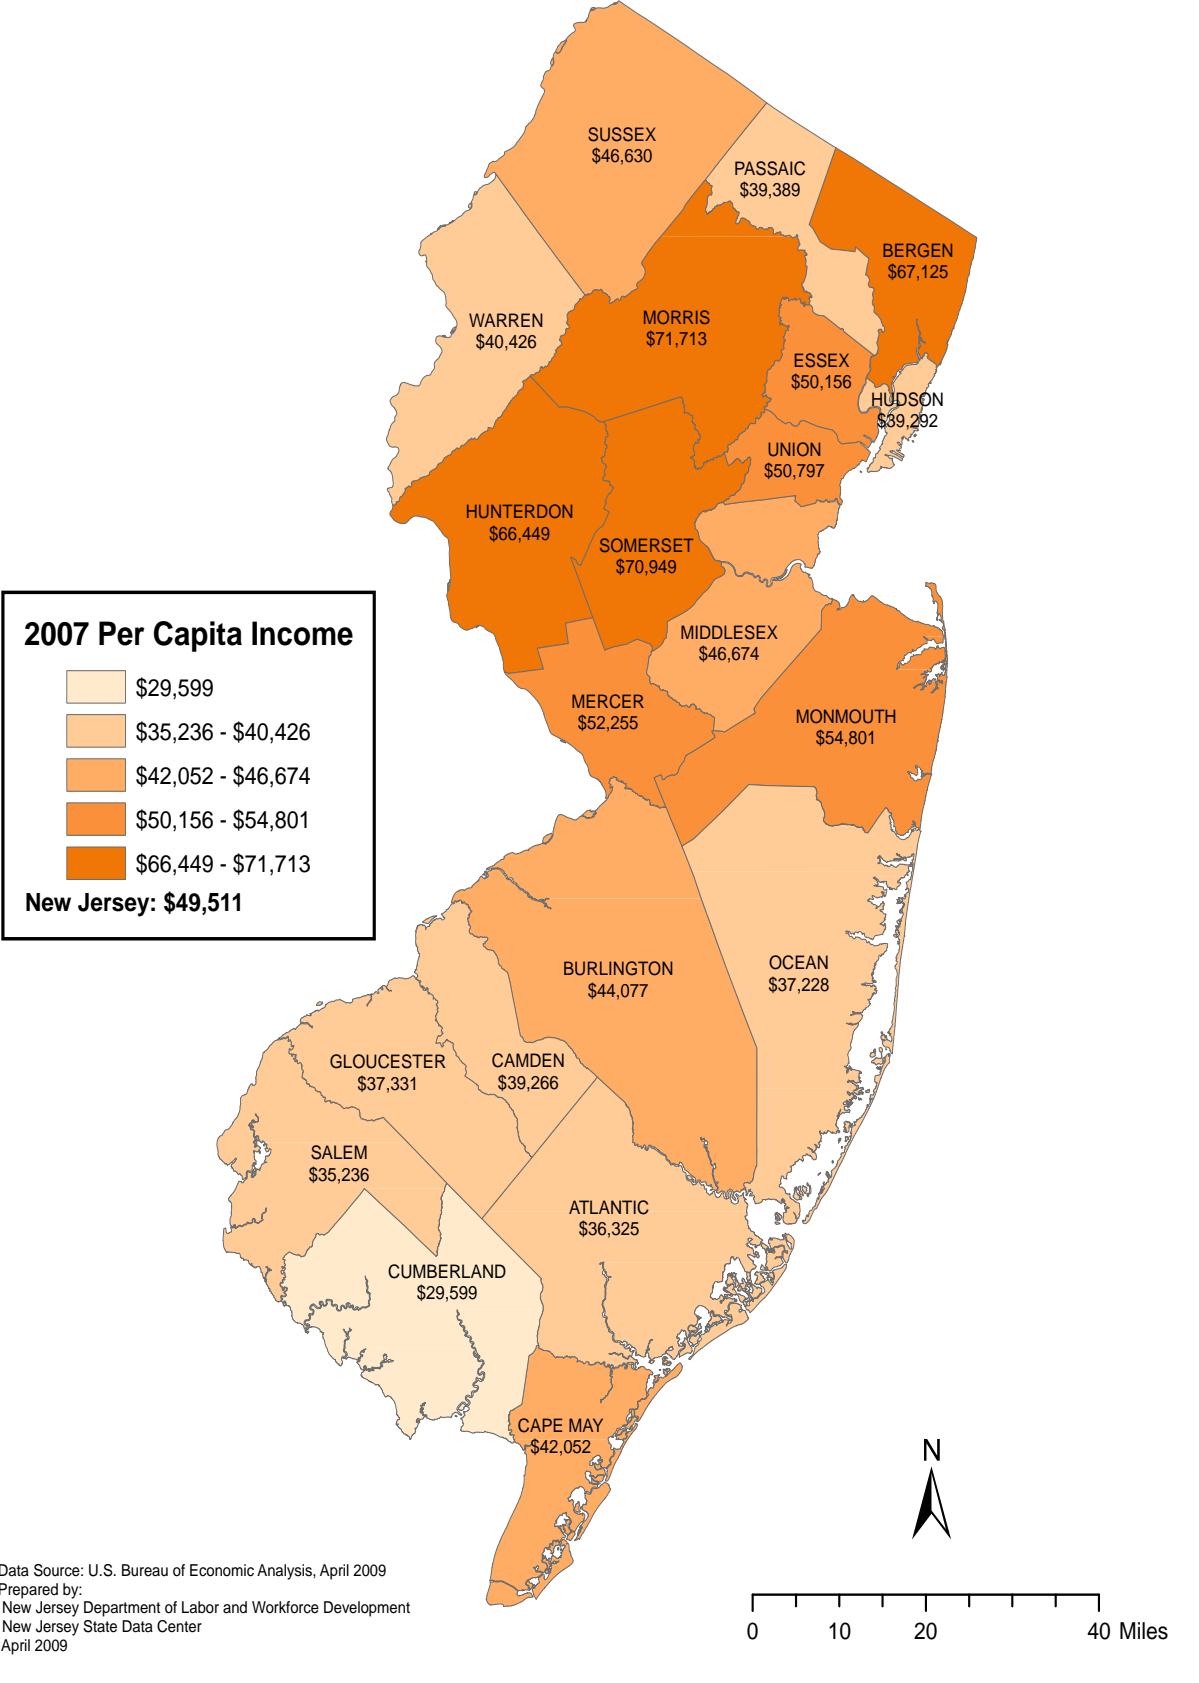 SUSSEX
$46,630
PASSAIC
$39,389
BERGEN
$67,125
WARREN
$40,426
MORRIS
$71,713
ESSEX
$50,156
HUDSON
$39,292
UNION
$50,797
HUNTERDON
$66,449
SOMERSET
$70,949
MIDDLESEX
$46,674
MERCER
$52,255
MONMOUTH
$54,801
2007 Per Capita Income
$29,599
$35,236 - $40,426
$42,052 - $46,674
$50,156 - $54,801
$66,449 - $71,713
New Jersey: $49,511
BURLINGTON
$44,077
OCEAN
$37,228
GLOUCESTER
$37,331
CAMDEN
$39,266
SALEM
$35,236
ATLANTIC
$36,325
CUMBERLAND
$29,599
CAPE MAY
$42,052
N
Data Source: U.S. Bureau of Economic Analysis, April 2009
Prepared by:
New Jersey Department of Labor and Workforce Development
New Jersey State Data Center
April 2009
0 10 20 40 Miles